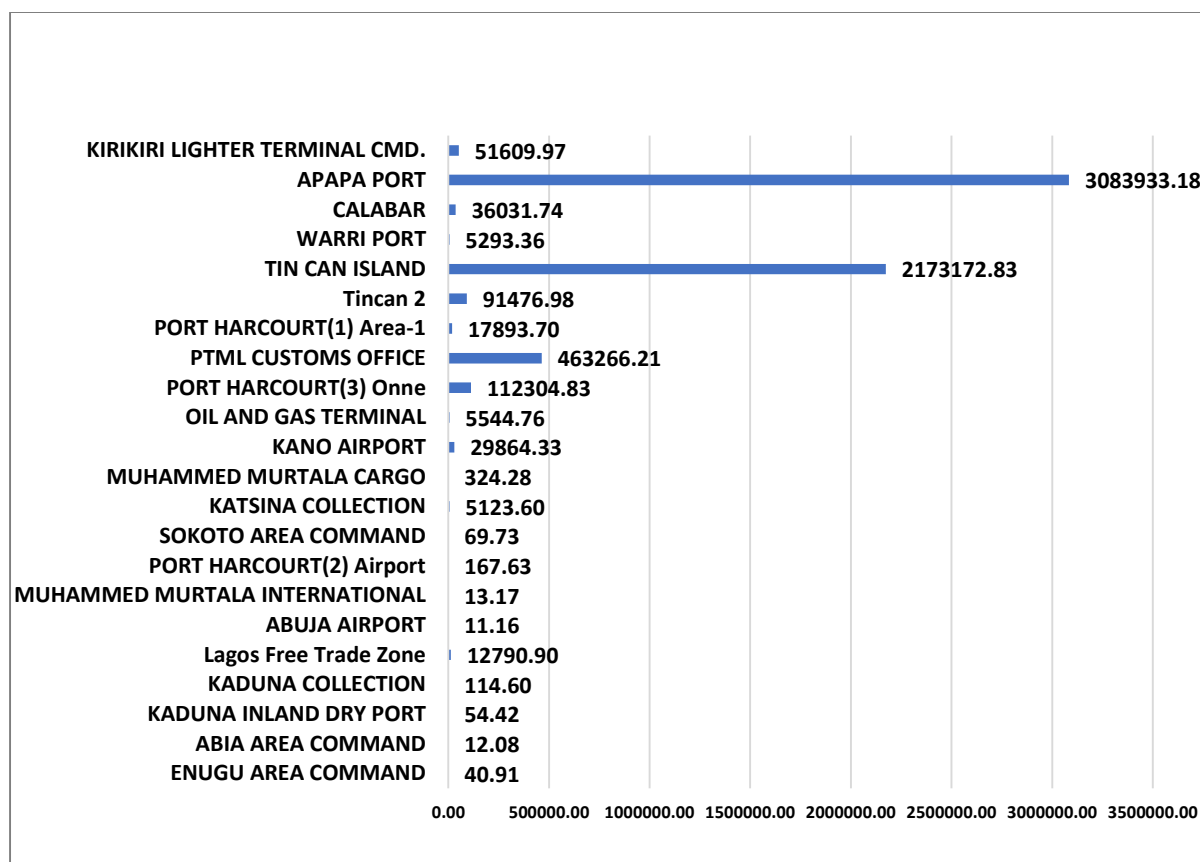 KIRIKIRI LIGHTER TERMINAL CMD. 51609.97
APAPA PORT 3083933.18
CALABAR 36031.74
WARRI PORT 5293.36
TIN CAN ISLAND 2173172.83
Tincan 2 91476.98
PORT HARCOURT(1) Area-1 17893.70
PTML CUSTOMS OFFICE 463266.21
PORT HARCOURT(3) Onne 112304.83
OIL AND GAS TERMINAL 5544.76
KANO AIRPORT 29864.33
MUHAMMED MURTALA CARGO 324.28
KATSINA COLLECTION 5123.60
SOKOTO AREA COMMAND 69.73
PORT HARCOURT(2) Airport 167.63
MUHAMMED MURTALA INTERNATIONAL 13.17
ABUJA AIRPORT 11.16
Lagos Free Trade Zone 12790.90
KADUNA COLLECTION 114.60
KADUNA INLAND DRY PORT 54.42
ABIA AREA COMMAND 12.08
ENUGU AREA COMMAND 40.91
0.00 500000.00 1000000.00 1500000.00 2000000.00 2500000.00 3000000.00 3500000.00